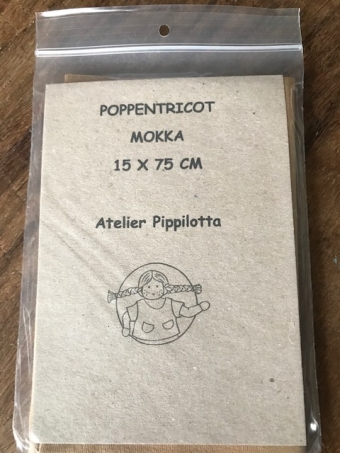 POPPENTRICOT
MOKKA
15 X 75 CM
Atelier Pippilotta